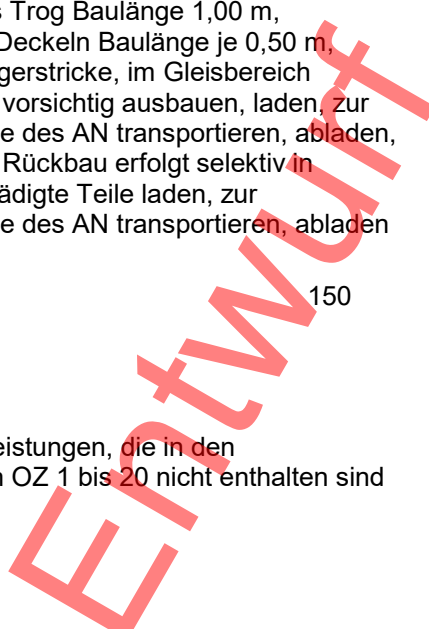 s Trog Baulänge 1,00 m,
Deckeln Baulänge je 0,50 m,
gerstricke, im Gleisbereich
vorsichtig ausbauen, laden, zur
e des AN transportieren, abladen,
Rückbau erfolgt selektiv in
ädigte Teile laden, zur
e des AN transportieren, abladen
150
eistungen, die in den
n OZ 1 bis 20 nicht enthalten sind
Entwurf